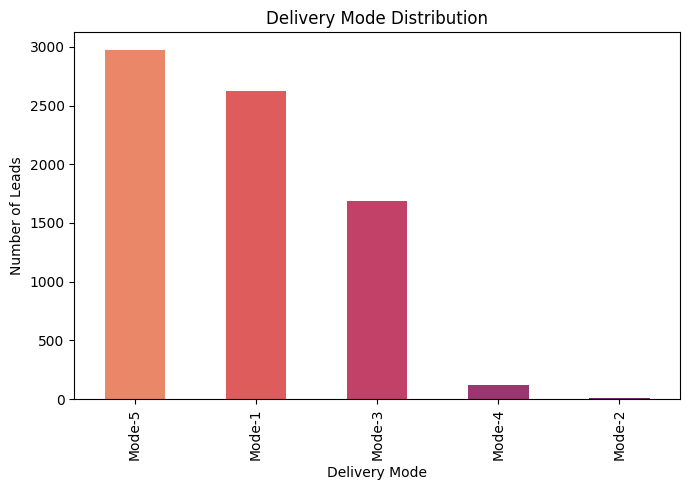 Delivery Mode Distribution
Number of Leads
3000
2500
2000
1500
1000
500
0
Mode-5
Mode-1
Mode-3
Mode-4
Mode-2
Delivery Mode